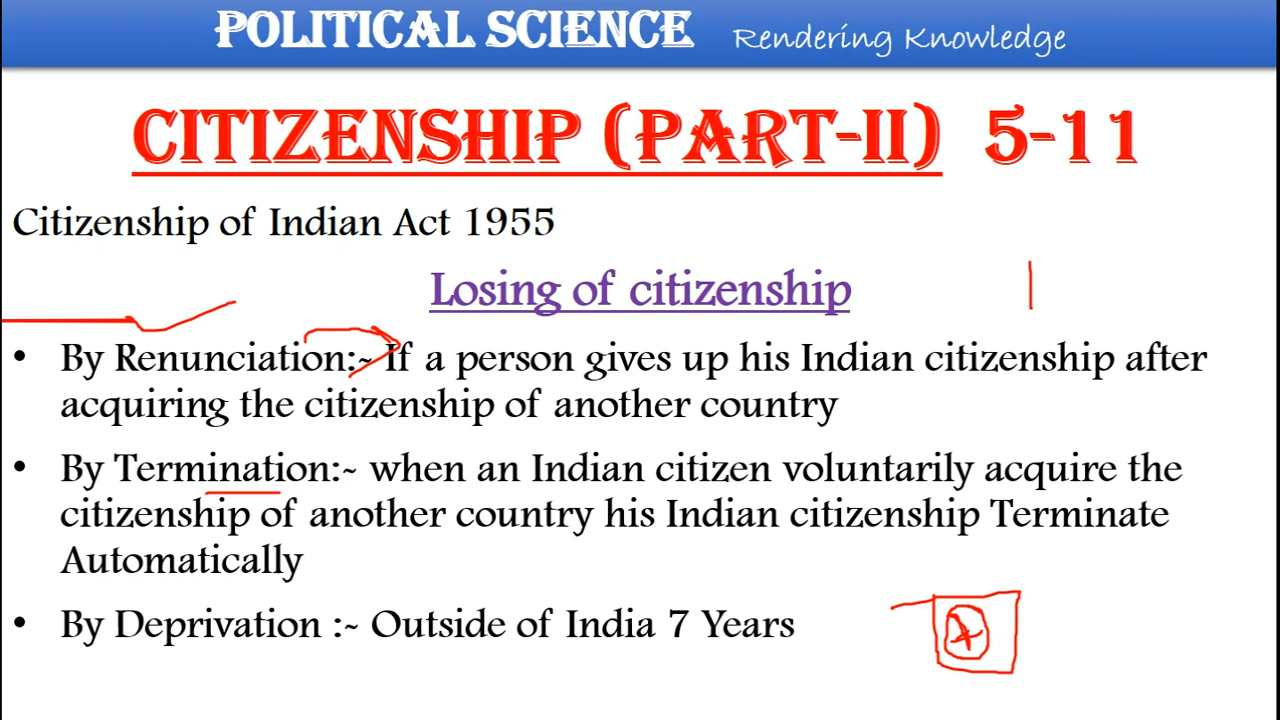 POLITICAL SCIENCE Rendering Knowledge
CITIZENSHIP (PART-II) 5-11
Citizenship of Indian Act 1955
Losing of citizenship
• By Renunciation:~ If a person gives up his Indian citizenship after
acquiring the citizenship of another country
• By Termination:~ when an Indian citizen voluntarily acquire the
citizenship of another country his Indian citizenship Terminate
Automatically
• By Deprivation :~ Outside of India 7 Years